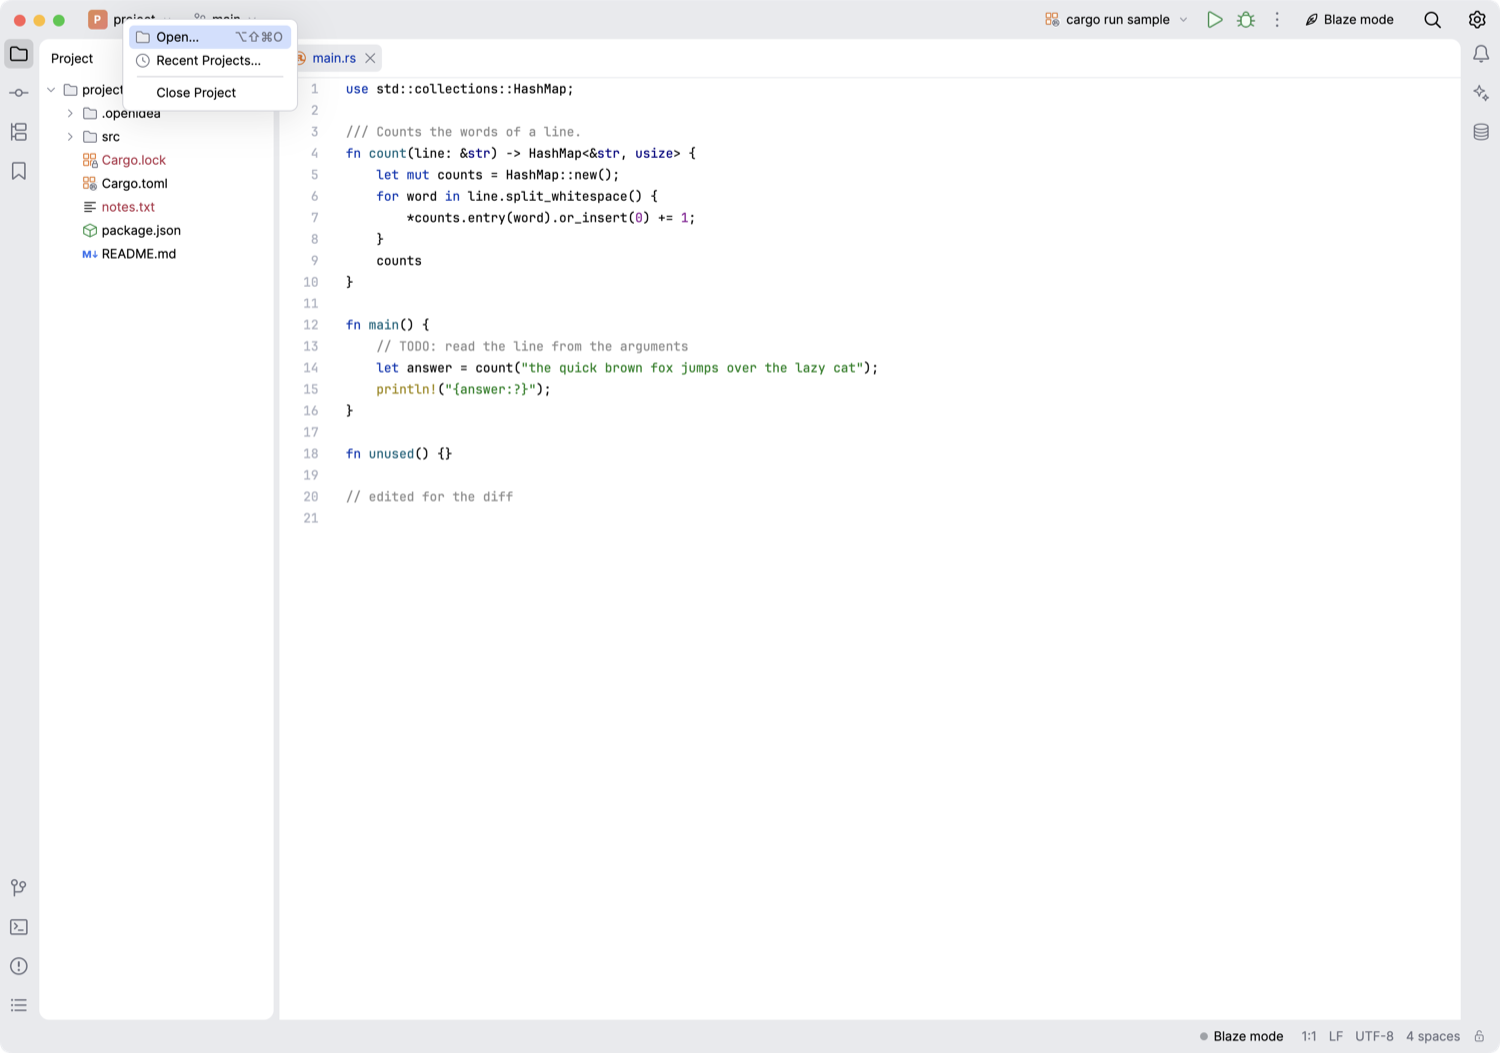 P project main
cargo run sample
Blaze mode
Open... ⌥⇧⌘O
Recent Projects...
Close Project
Project
project
.openidea
src
Cargo.lock
Cargo.toml
notes.txt
package.json
M↓ README.md
main.rs
1 use std::collections::HashMap;
2
3 /// Counts the words of a line.
4 fn count(line: &str) -> HashMap<&str, usize> {
5 let mut counts = HashMap::new();
6 for word in line.split_whitespace() {
7 *counts.entry(word).or_insert(0) += 1;
8 }
9 counts
10 }
11
12 fn main() {
13 // TODO: read the line from the arguments
14 let answer = count("the quick brown fox jumps over the lazy cat");
15 println!("{answer:?}");
16 }
17
18 fn unused() {}
19
20 // edited for the diff
21
Blaze mode 1:1 LF UTF-8 4 spaces